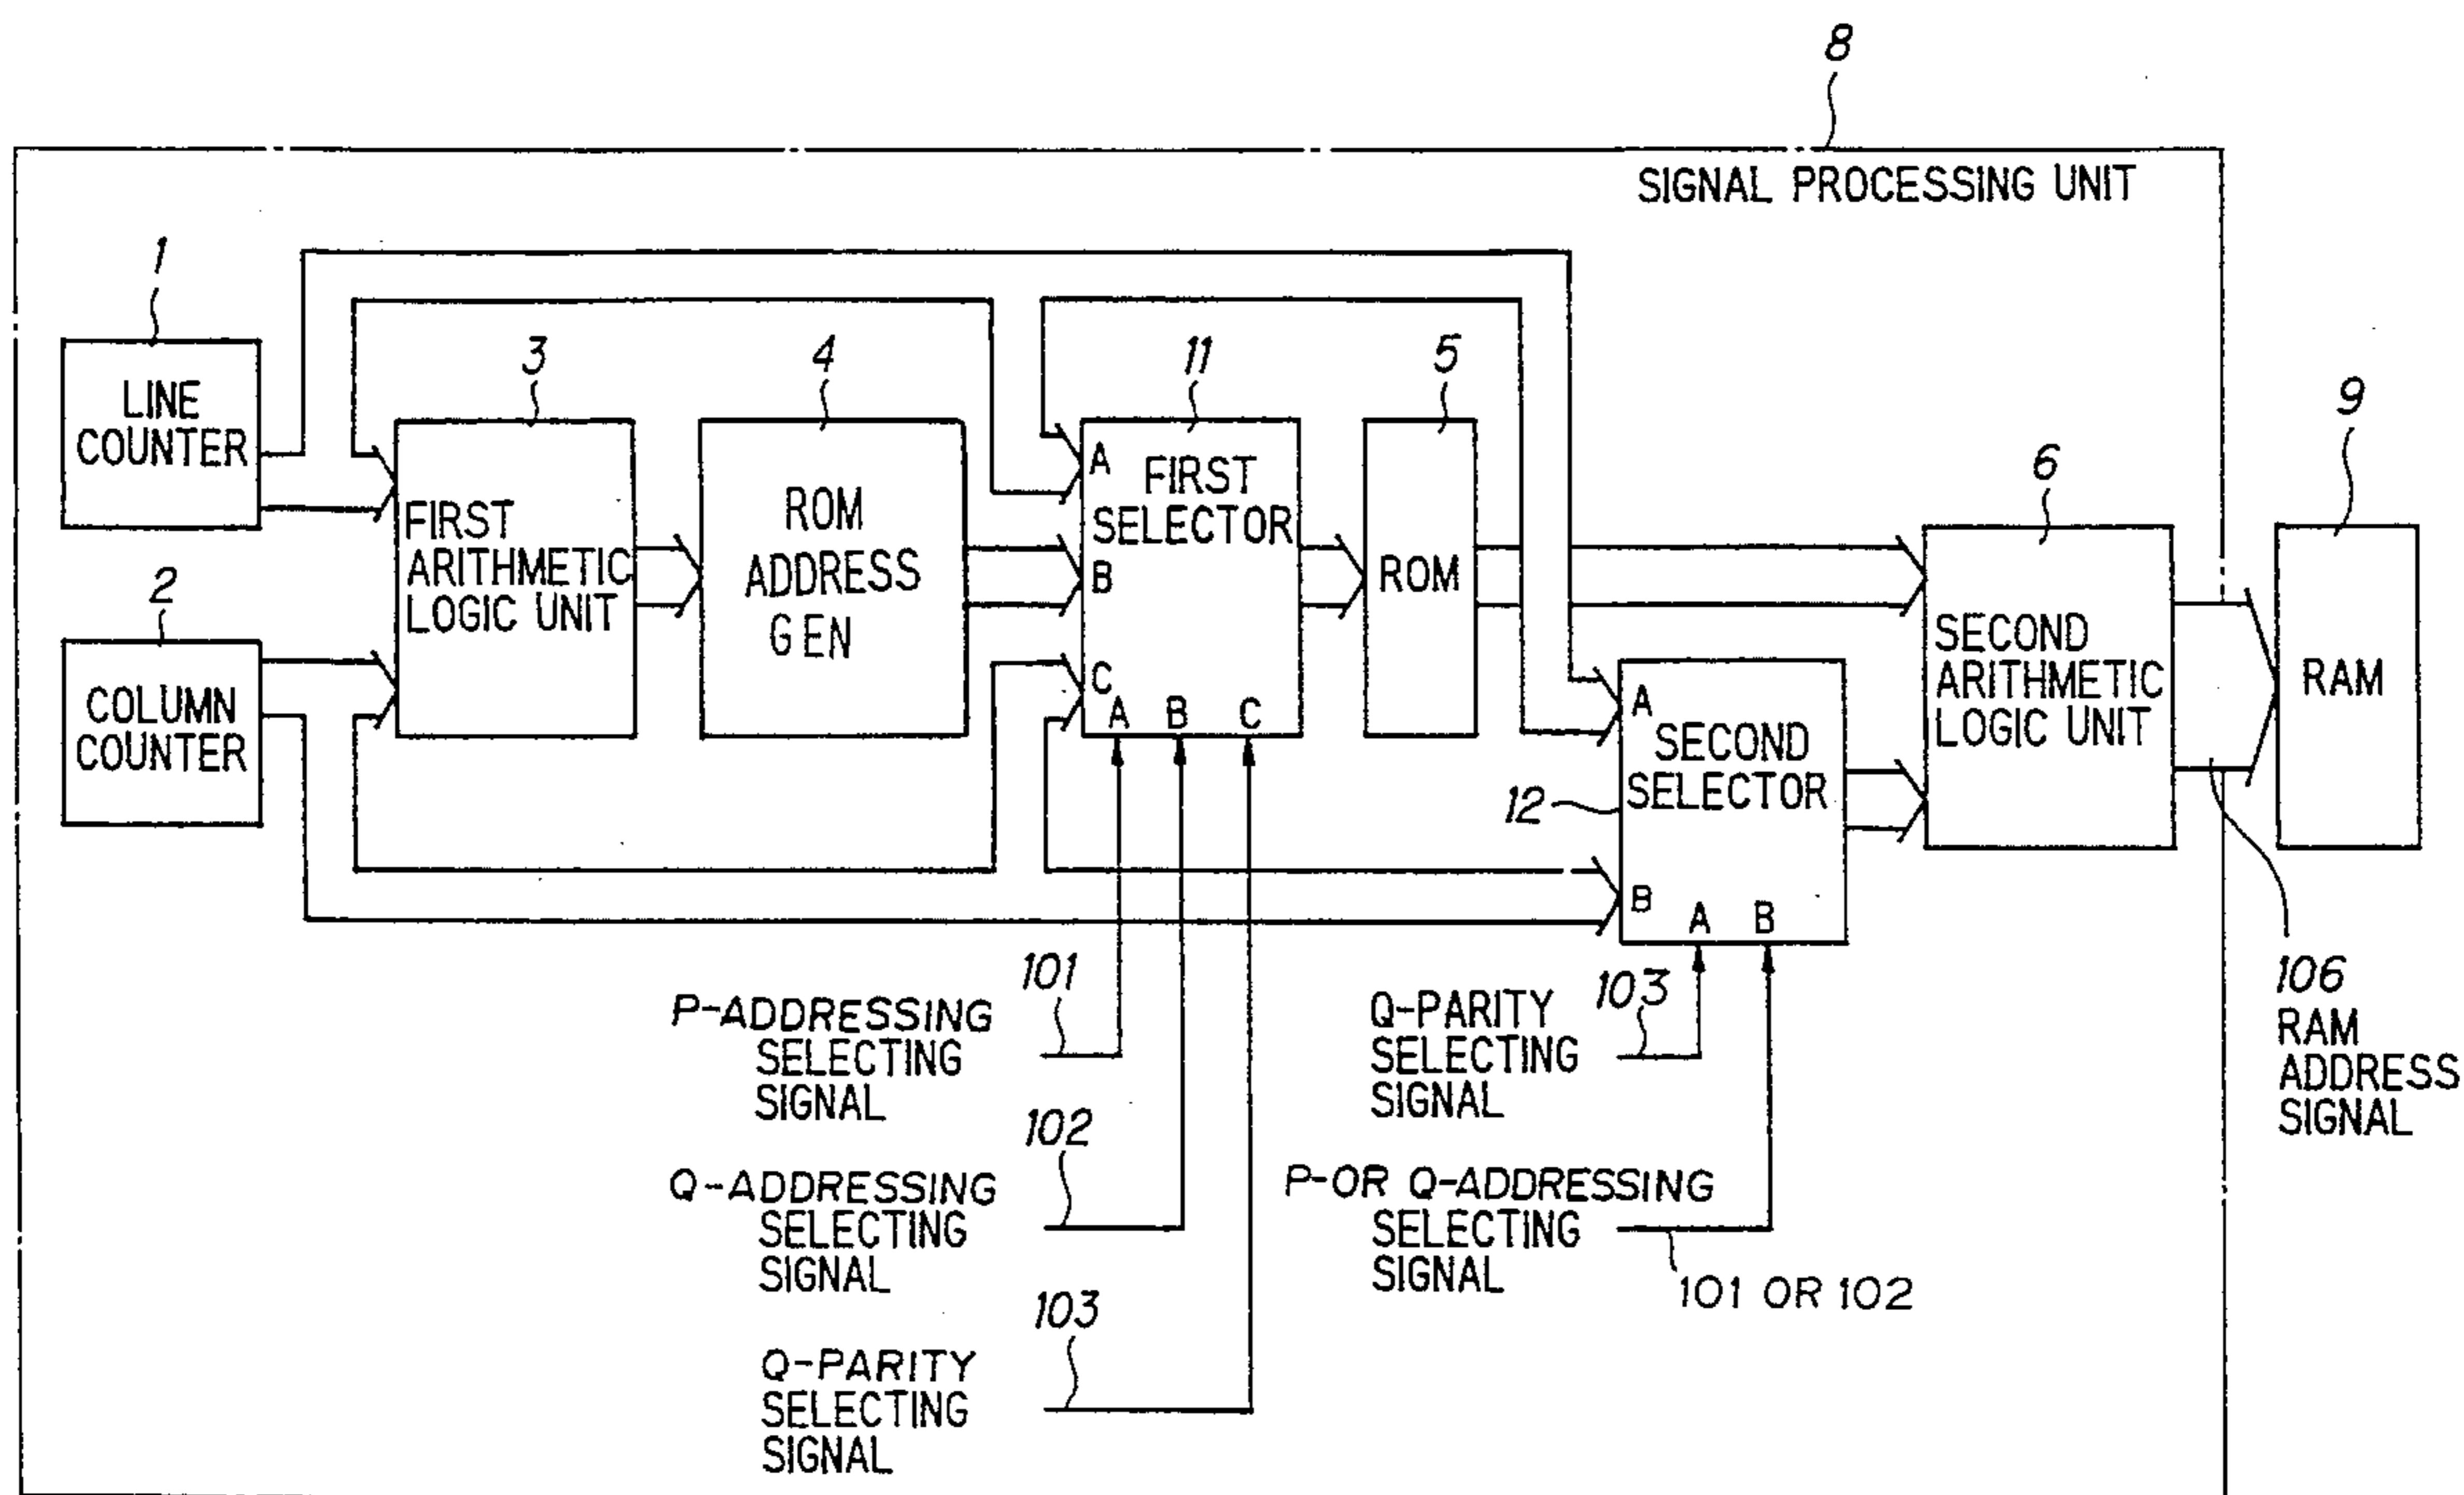 8
SIGNAL PROCESSING UNIT
1
LINE
COUNTER
2
COLUMN
COUNTER
3
FIRST
ARITHMETIC
LOGIC UNIT
4
ROM
ADDRESS
GEN
11
A
FIRST
SELECTOR
B
C
A B C
5
ROM
12
A
SECOND
SELECTOR
B
A B
6
SECOND
ARITHMETIC
LOGIC UNIT
9
RAM
106
RAM
ADDRESS
SIGNAL
101
P-ADDRESSING
SELECTING
SIGNAL
102
Q-ADDRESSING
SELECTING
SIGNAL
103
Q-PARITY
SELECTING
SIGNAL
103
Q-PARITY
SELECTING
SIGNAL
P-OR Q-ADDRESSING
SELECTING
SIGNAL
101 OR 102